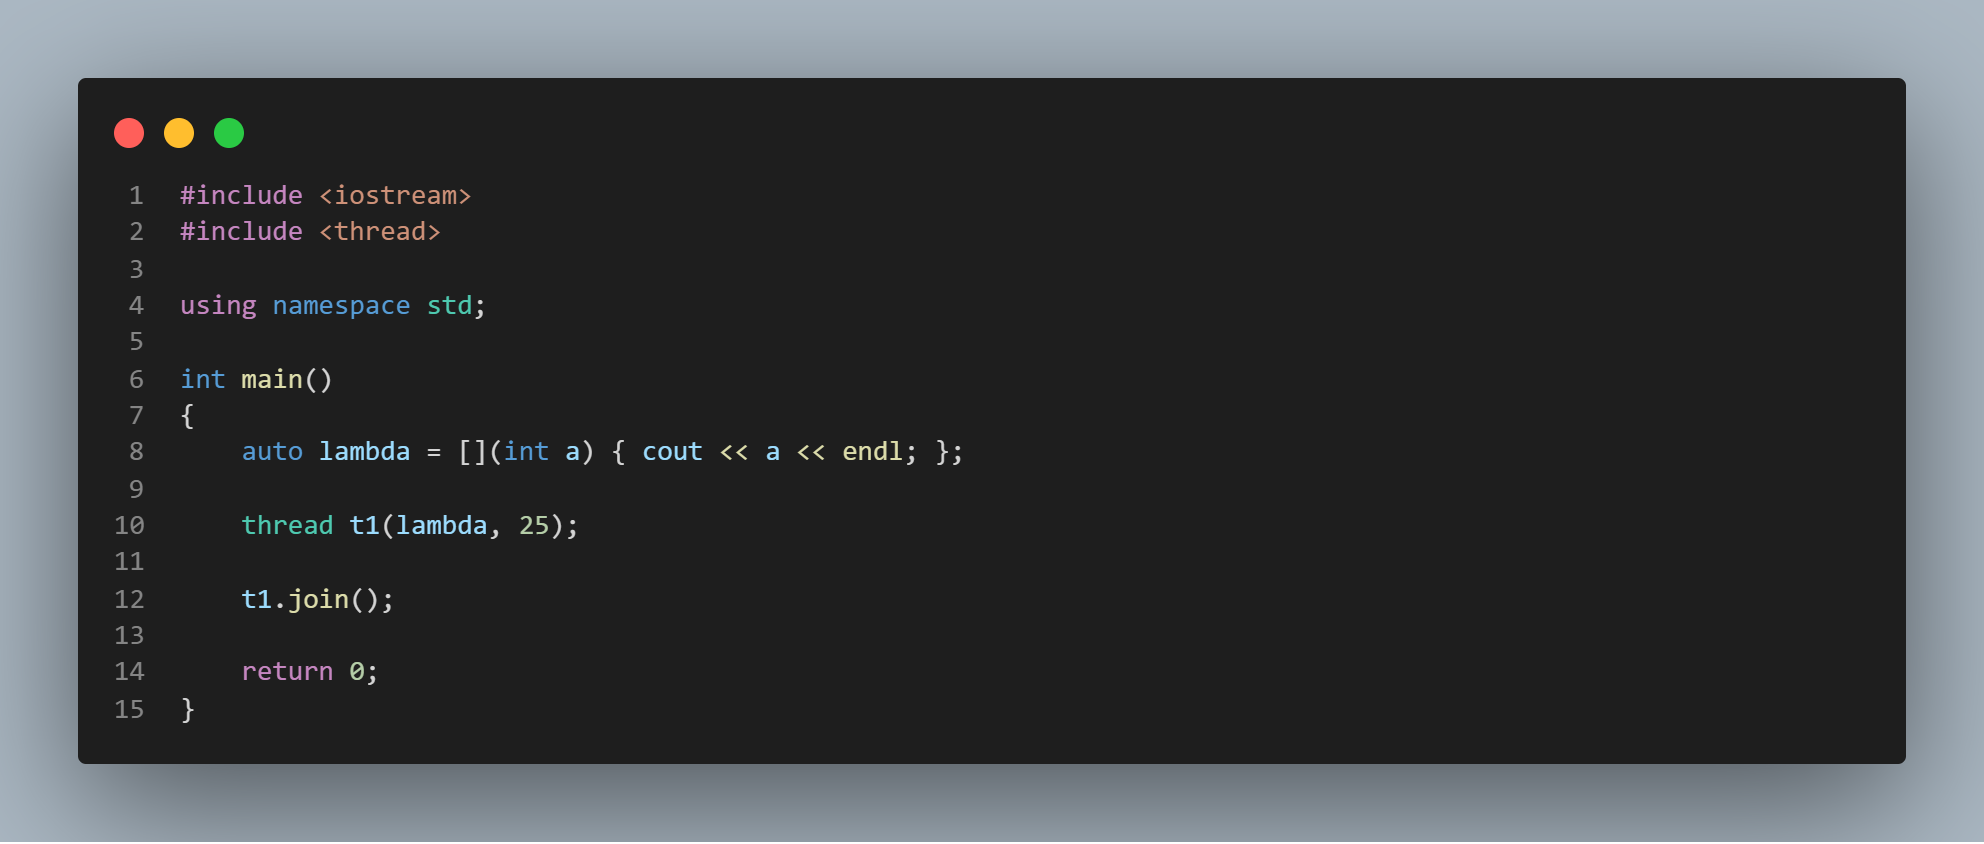 1 #include <iostream>
2 #include <thread>
3
4 using namespace std;
5
6 int main()
7 {
8     auto lambda = [](int a) { cout << a << endl; };
9
10     thread t1(lambda, 25);
11
12     t1.join();
13
14     return 0;
15 }